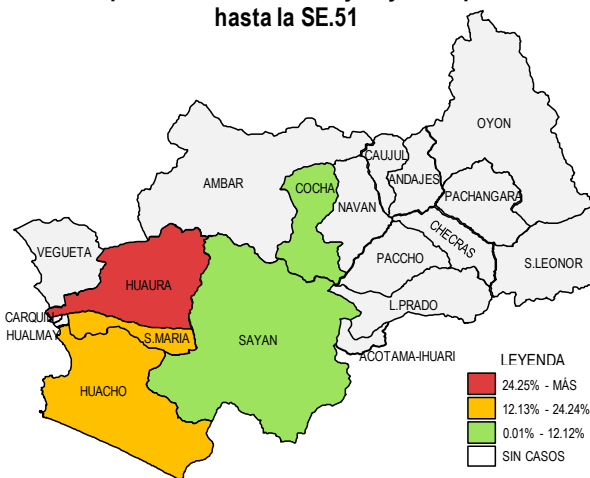 hasta la SE.51
OYON
CAUJUL
AMBAR
COCHA
ANDAJES
PACHANGARA
NAVAN
CHECRAS
VEGUETA
PACCHO
S.LEONOR
HUAURA
L.PRADO
CARQUIN
HUALMAY
S.MARIA
SAYAN
ACOTAMA-IHUARI
HUACHO
LEYENDA
24.25% - MÁS
12.13% - 24.24%
0.01% - 12.12%
SIN CASOS